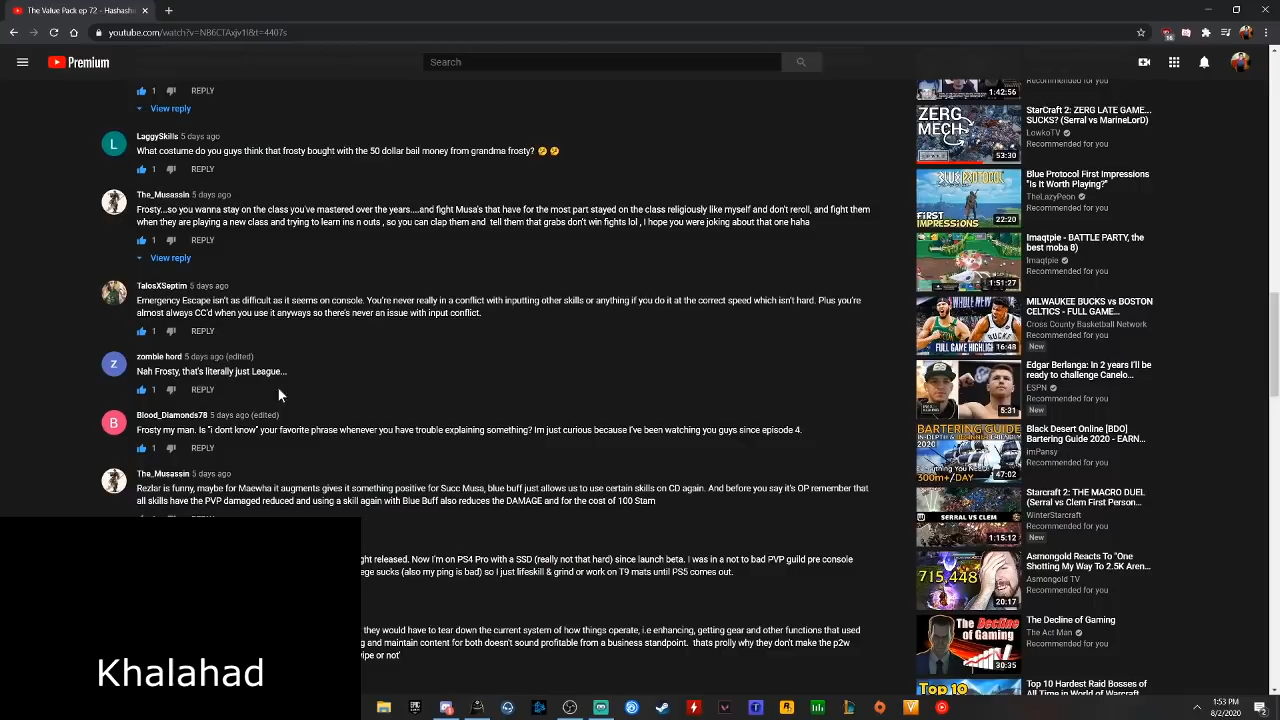 The Value Pack ep 72 - Hashashi
youtube.com/watch?v=NB6CTAxjv1I&t=4407s
Premium
Search
1 REPLY
View reply
LaggySkills 5 days ago
What costume do you guys think that frosty bought with the 50 dollar bail money from grandma frosty? 🤣 🤣
1 REPLY
The_Musassin 5 days ago
Frosty...so you wanna stay on the class you've mastered over the years....and fight Musa's that have for the most part stayed on the class religiously like myself and don't reroll, and fight them
when they are playing a new class and trying to learn ins n outs , so you can clap them and tell them the grabs don't win fights lol , I hope you were joking about that one haha
1 REPLY
View reply
TalosXSeptim 5 days ago
Emergency Escape isn't as difficult as it seems on console. You're never really in a conflict with inputting other skills or anything if you do it at the correct speed which isn't hard. Plus you're
almost always CC'd when you use it anyways so there's never an issue with input conflict.
1 REPLY
Z
zombie hord 5 days ago (edited)
Nah Frosty, that's literally just League...
1 REPLY
B
Blood_Diamonds78 5 days ago (edited)
Frosty my man. Is "I dont know" your favorite phrase whenever you have trouble explaining something? Im just curious because I've been watching you guys since episode 4.
1 REPLY
The_Musassin 5 days ago
Rezlar is funny, maybe for Maewha it augments gives it something positive for Succ Musa, blue buff just allows us to use certain skills on CD again. And before you say it's OP remember that
all skills have the PVP damaged reduced and using a skill again with Blue Buff also reduces the DAMAGE and for the cost of 100 Stam
ght released. Now I'm on PS4 Pro with a SSD (really not that hard) since launch beta. I was in a not to bad PVP guild pre console
ege sucks (also my ping is bad) so I just lifeskill & grind or work on T9 mats until PS5 comes out.
they would have to tear down the current system of how things operate, i.e enhancing, getting gear and other functions that used
g and maintain content for both doesn't sound profitable from a business standpoint. thats prolly why they don't make the p2w
ipe or not'
Khalahad
Recommended for you
1:42:56
StarCraft 2: ZERG LATE GAME...
SUCKS? (Serral vs MarineLorD)
LowkoTV
Recommended for you
ZERG
MECH
53:30
Blue Protocol First Impressions
"Is It Worth Playing?"
TheLazyPeon
Recommended for you
BLUE PROTOCOL
FIRST
IMPRESSIONS
22:20
Imaqtpie - BATTLE PARTY, the
best moba 8)
Imaqtpie
Recommended for you
1:51:27
MILWAUKEE BUCKS vs BOSTON
CELTICS - FULL GAME...
Cross County Basketball Network
Recommended for you
New
FULL GAME HIGHLIG
16:48
Edgar Berlanga: In 2 years I'll be
ready to challenge Canelo...
ESPN
Recommended for you
New
5:31
Black Desert Online [BDO]
Bartering Guide 2020 - EARN...
imPansy
Recommended for you
BARTERING GUIDE
IN-DEPTH & BEGINNER FRIENDLY
Everything You Need!
300m+/DAY
1:47:02
Starcraft 2: THE MACRO DUEL
(Serral vs Clem First Person...
WinterStarcraft
Recommended for you
New
SERRAL VS CLEM
1:15:12
Asmongold Reacts To "One
Shotting My Way To 2.5K Aren...
Asmongold TV
Recommended for you
715,448
20:17
The Decline of Gaming
The Act Man
Recommended for you
The Decline
of Gaming
30:35
Top 10 Hardest Raid Bosses of
All Time in World of Warcraft
Top 10
1:53 PM
8/2/2020